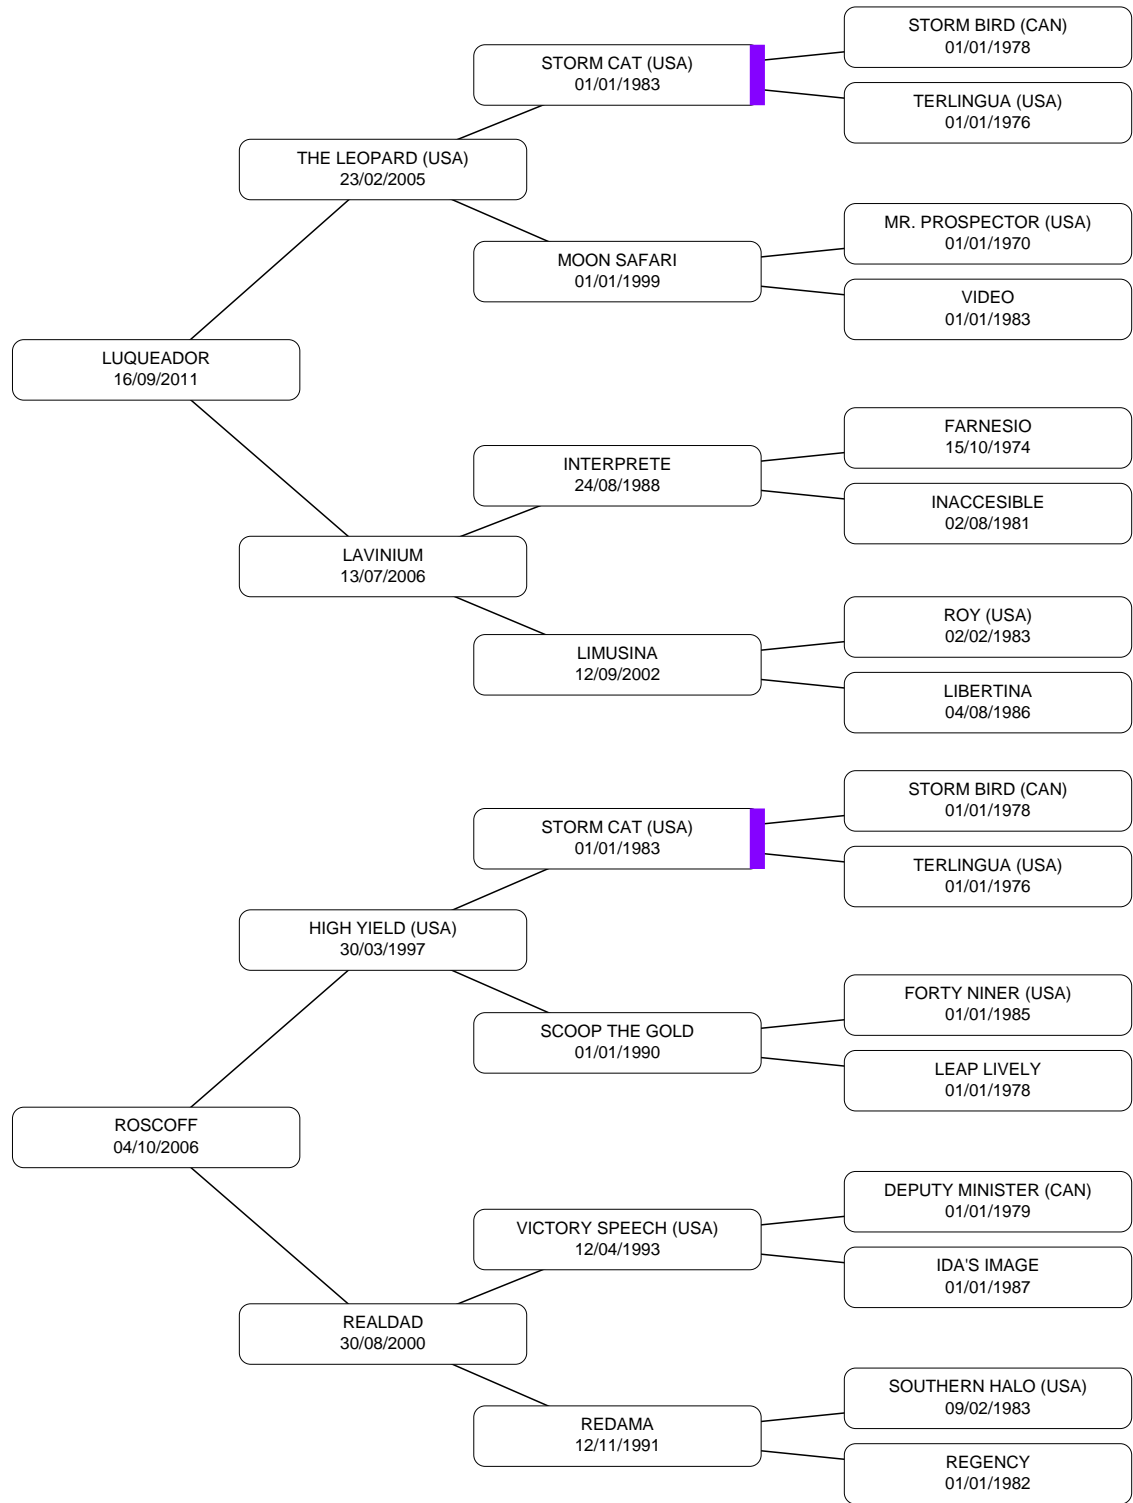 STORM BIRD (CAN)
01/01/1978
STORM CAT (USA)
01/01/1983
TERLINGUA (USA)
01/01/1976
THE LEOPARD (USA)
23/02/2005
MR. PROSPECTOR (USA)
01/01/1970
MOON SAFARI
01/01/1999
VIDEO
01/01/1983
LUQUEADOR
16/09/2011
FARNESIO
15/10/1974
INTERPRETE
24/08/1988
INACCESIBLE
02/08/1981
LAVINIUM
13/07/2006
ROY (USA)
02/02/1983
LIMUSINA
12/09/2002
LIBERTINA
04/08/1986
STORM BIRD (CAN)
01/01/1978
STORM CAT (USA)
01/01/1983
TERLINGUA (USA)
01/01/1976
HIGH YIELD (USA)
30/03/1997
FORTY NINER (USA)
01/01/1985
SCOOP THE GOLD
01/01/1990
LEAP LIVELY
01/01/1978
ROSCOFF
04/10/2006
DEPUTY MINISTER (CAN)
01/01/1979
VICTORY SPEECH (USA)
12/04/1993
IDA'S IMAGE
01/01/1987
REALDAD
30/08/2000
SOUTHERN HALO (USA)
09/02/1983
REDAMA
12/11/1991
REGENCY
01/01/1982